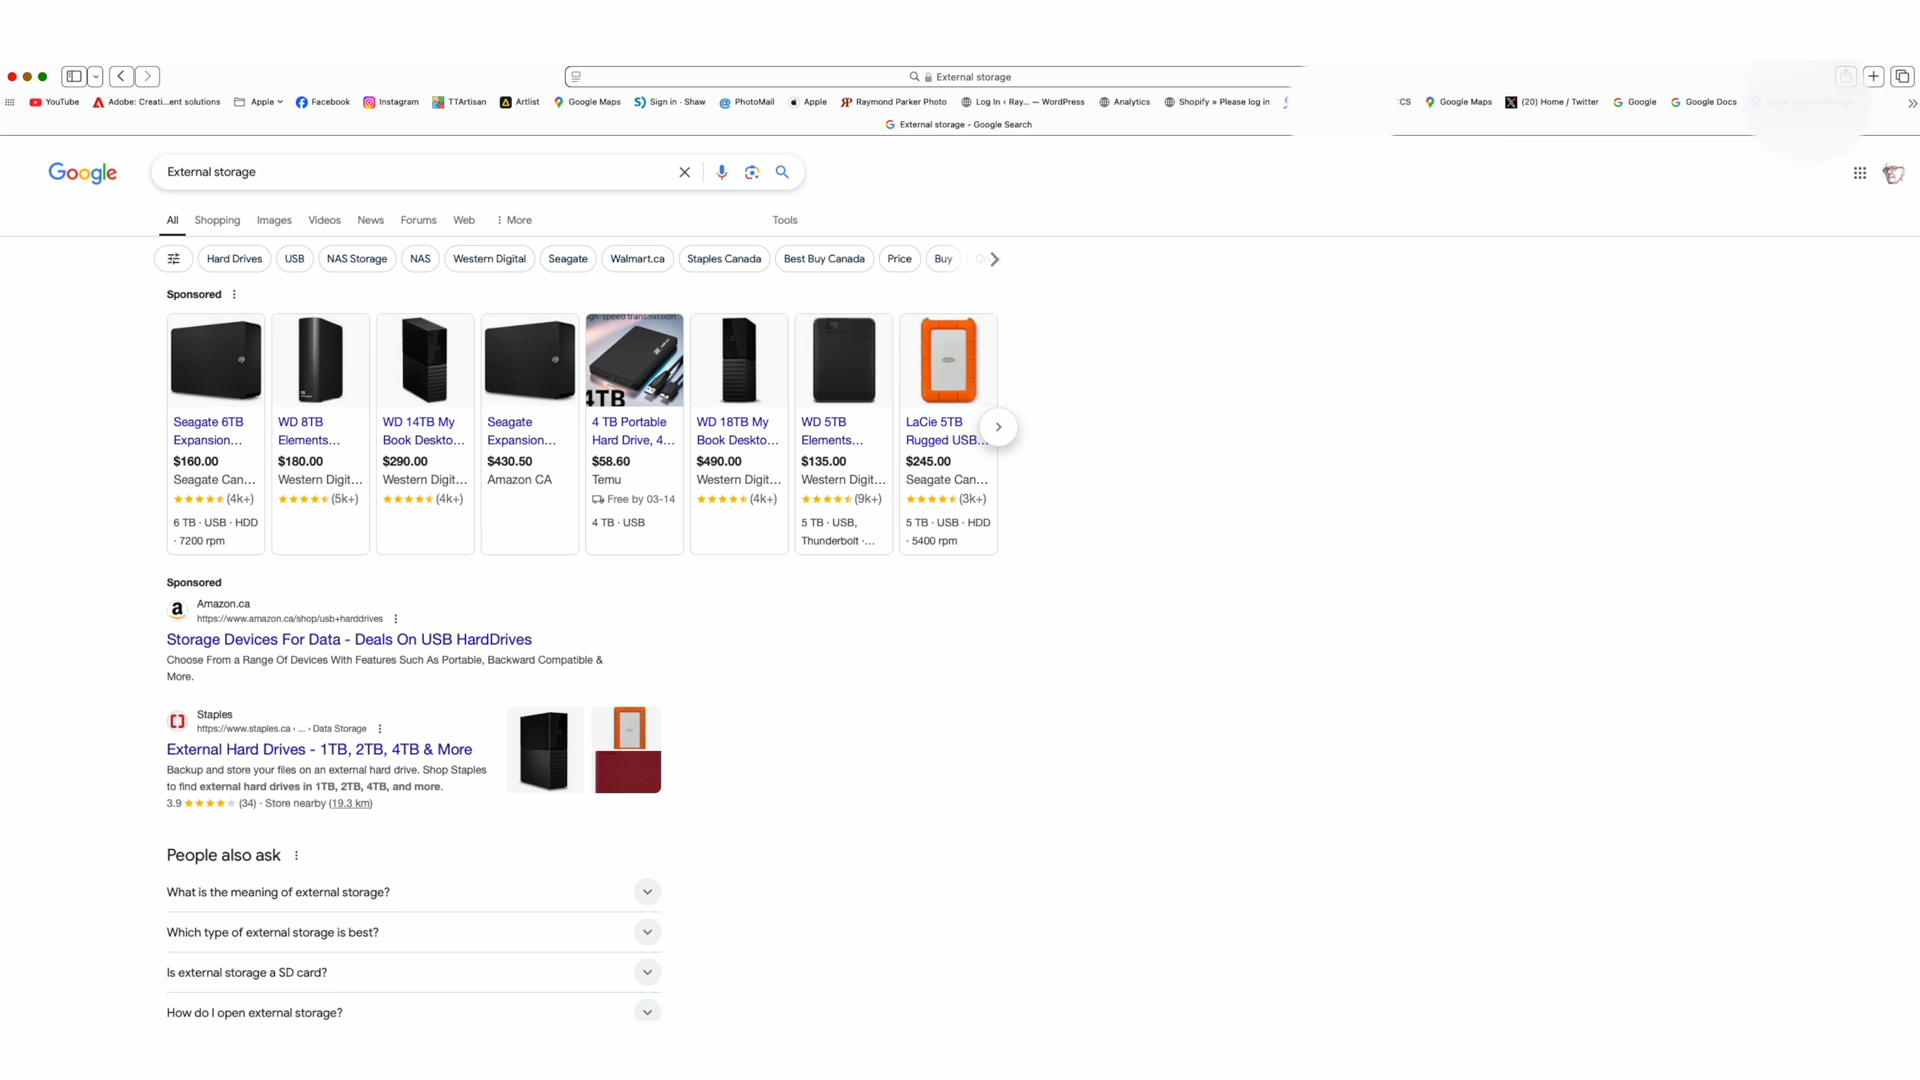 External storage
YouTube
Adobe: Creati...ent solutions
Apple
Facebook
Instagram
TTArtisan
Artlist
Google Maps
Sign in · Shaw
PhotoMail
Apple
Raymond Parker Photo
Log In ‹ Ray... — WordPress
Analytics
Shopify » Please log in
CS
Google Maps
(20) Home / Twitter
Google
Google Docs
External storage - Google Search
Google
External storage
All
Shopping
Images
Videos
News
Forums
Web
More
Tools
Hard Drives
USB
NAS Storage
NAS
Western Digital
Seagate
Walmart.ca
Staples Canada
Best Buy Canada
Price
Buy
Sponsored
gn-speed transmission
4TB
Seagate 6TB
Expansion...
$160.00
Seagate Can...
(4k+)
6 TB · USB · HDD
· 7200 rpm
WD 8TB
Elements...
$180.00
Western Digit...
(5k+)
WD 14TB My
Book Deskto...
$290.00
Western Digit...
(4k+)
Seagate
Expansion...
$430.50
Amazon CA
4 TB Portable
Hard Drive, 4...
$58.60
Temu
Free by 03-14
4 TB · USB
WD 18TB My
Book Deskto...
$490.00
Western Digit...
(4k+)
WD 5TB
Elements...
$135.00
Western Digit...
(9k+)
5 TB · USB,
Thunderbolt ·...
LaCie 5TB
Rugged USB...
$245.00
Seagate Can...
(3k+)
5 TB · USB · HDD
· 5400 rpm
Sponsored
Amazon.ca
https://www.amazon.ca/shop/usb+harddrives
Storage Devices For Data - Deals On USB HardDrives
Choose From a Range Of Devices With Features Such As Portable, Backward Compatible &
More.
Staples
https://www.staples.ca › ... › Data Storage
External Hard Drives - 1TB, 2TB, 4TB & More
Backup and store your files on an external hard drive. Shop Staples
to find external hard drives in 1TB, 2TB, 4TB, and more.
3.9 (34) · Store nearby (19.3 km)
People also ask
What is the meaning of external storage?
Which type of external storage is best?
Is external storage a SD card?
How do I open external storage?